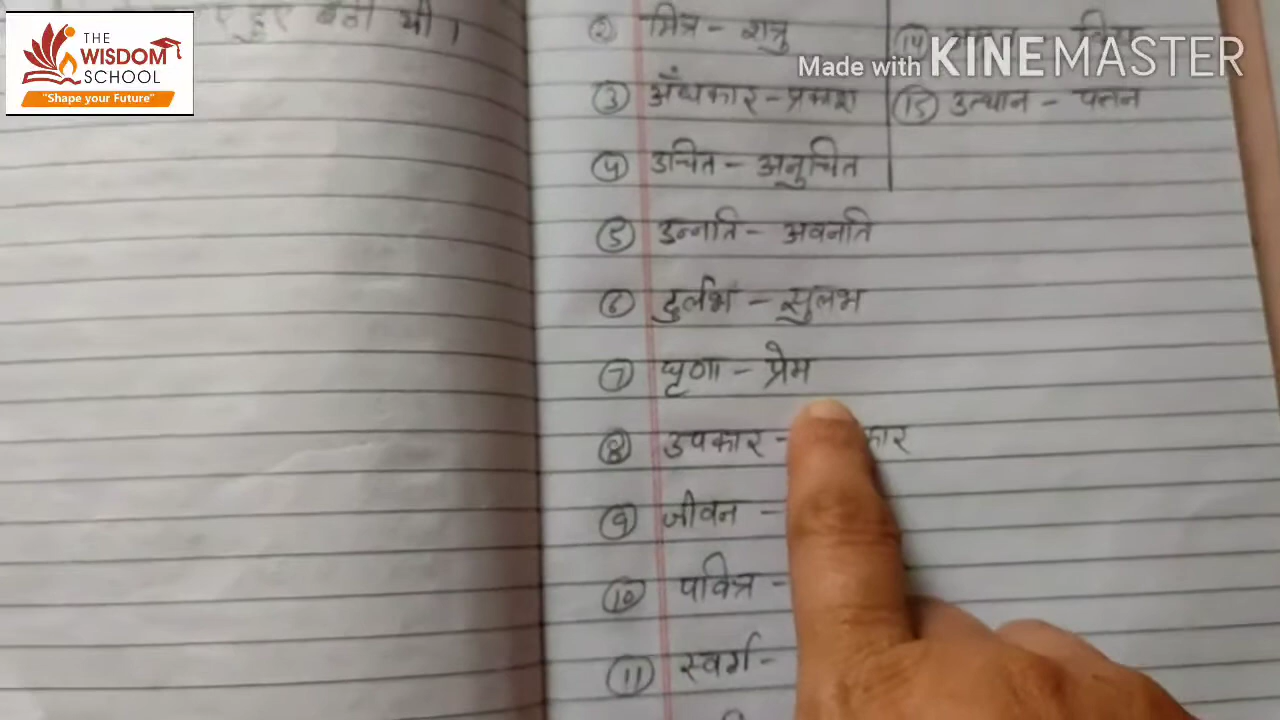 THE
WISDOM
SCHOOL
"Shape your Future"
Made with KINEMASTER
हुए बैठी थी।
② मित्र - शत्रु
③ अँधकार - प्रकाश
④ उचित - अनुचित
⑤ उन्नति - अवनति
⑥ दुर्लभ - सुलभ
⑦ घृणा - प्रेम
⑧ उपकार - कार
⑨ जीवन -
⑩ पवित्र -
⑪ स्वर्ग -
⑭
⑮ उत्थान - पतन